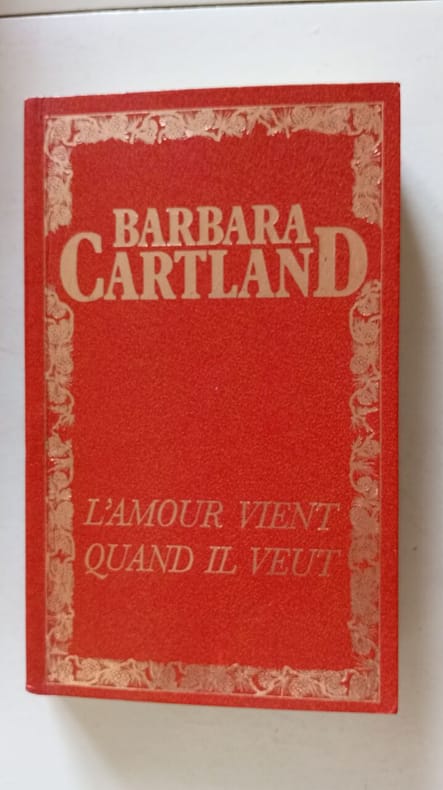 BARBARA
CARTLAND
L'AMOUR VIENT
QUAND IL VEUT